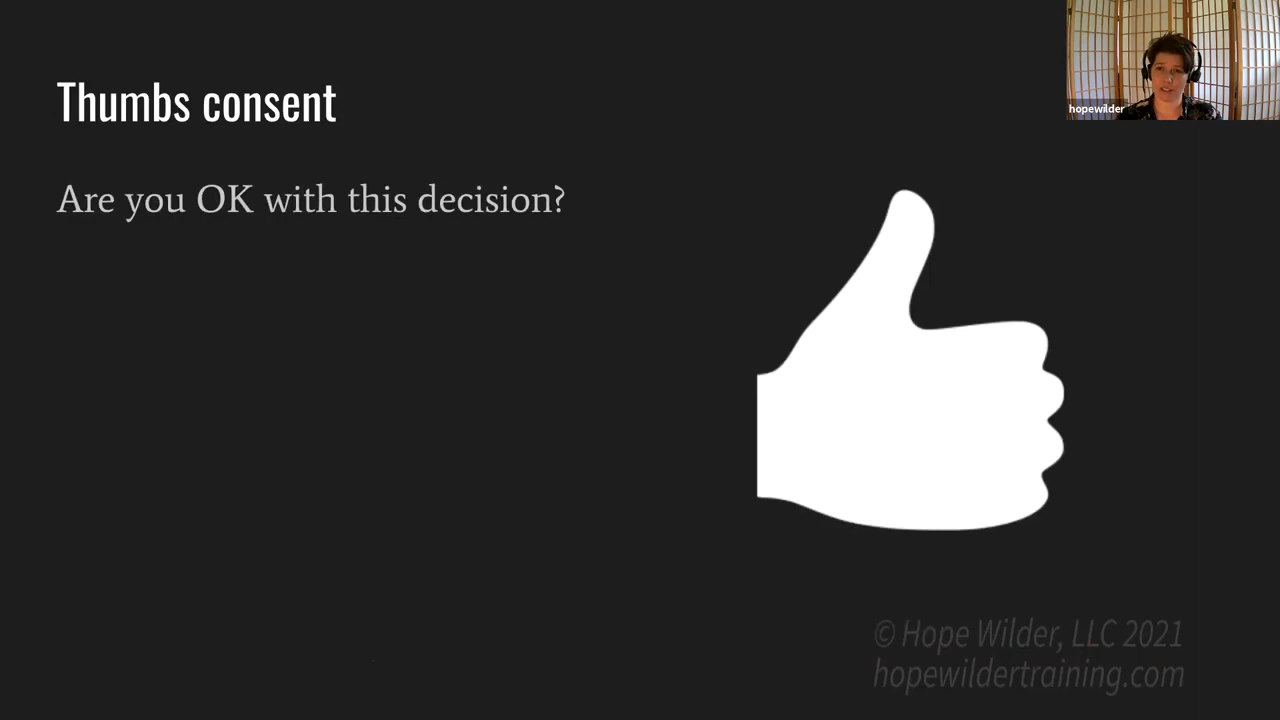 Thumbs consent
hopewilder
Are you OK with this decision?
© Hope Wilder, LLC 2021
hopewildertraining.com